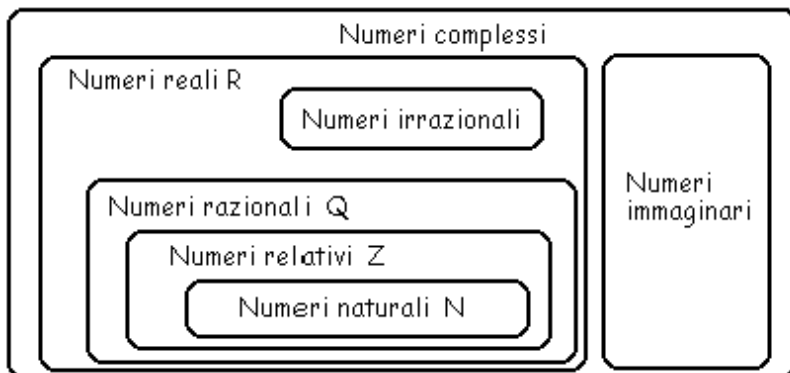 Numeri complessi
Numeri reali R
Numeri irrazionali
Numeri razionali Q
Numeri relativi Z
Numeri naturali N
Numeri
immaginari